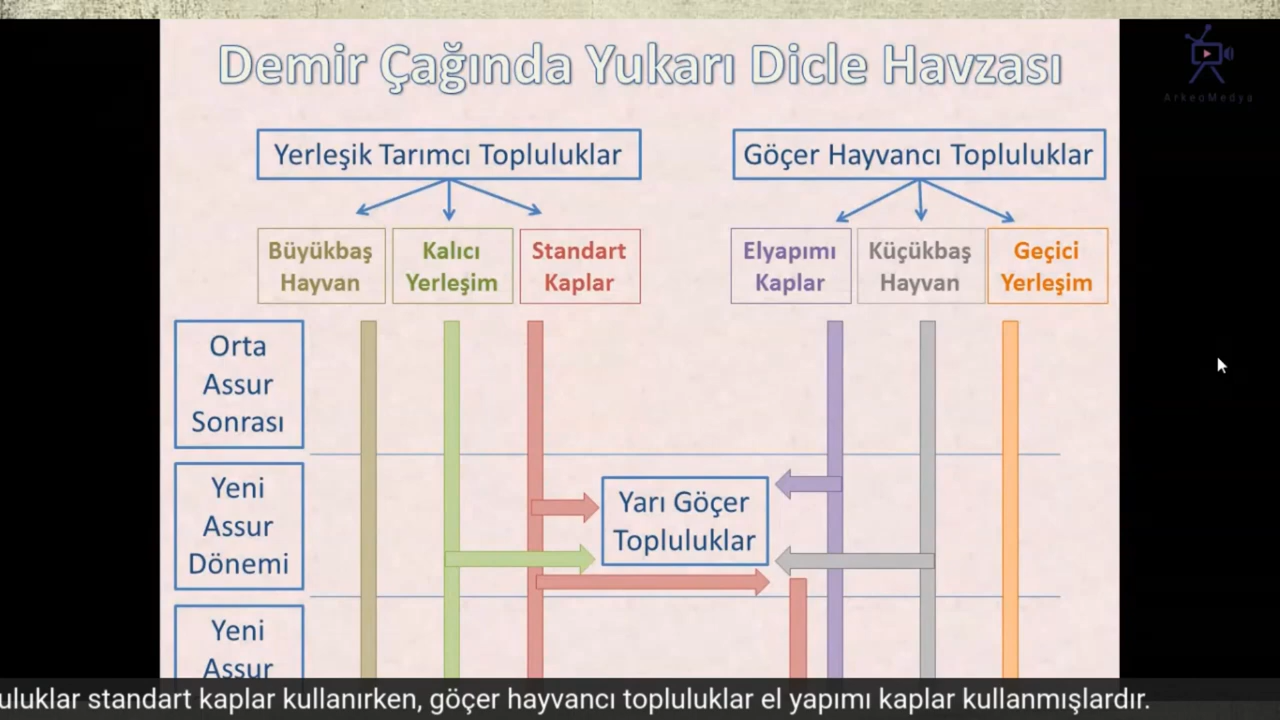 Demir Çağında Yukarı Dicle Havzası
ArkeoMedya
Yerleşik Tarımcı Topluluklar
Göçer Hayvancı Topluluklar
Büyükbaş
Hayvan
Kalıcı
Yerleşim
Standart
Kaplar
Elyapımı
Kaplar
Küçükbaş
Hayvan
Geçici
Yerleşim
Orta
Assur
Sonrası
Yeni
Assur
Dönemi
Yarı Göçer
Topluluklar
Yeni
Assur
uluklar standart kaplar kullanırken, göçer hayvancı topluluklar el yapımı kaplar kullanmışlardır.